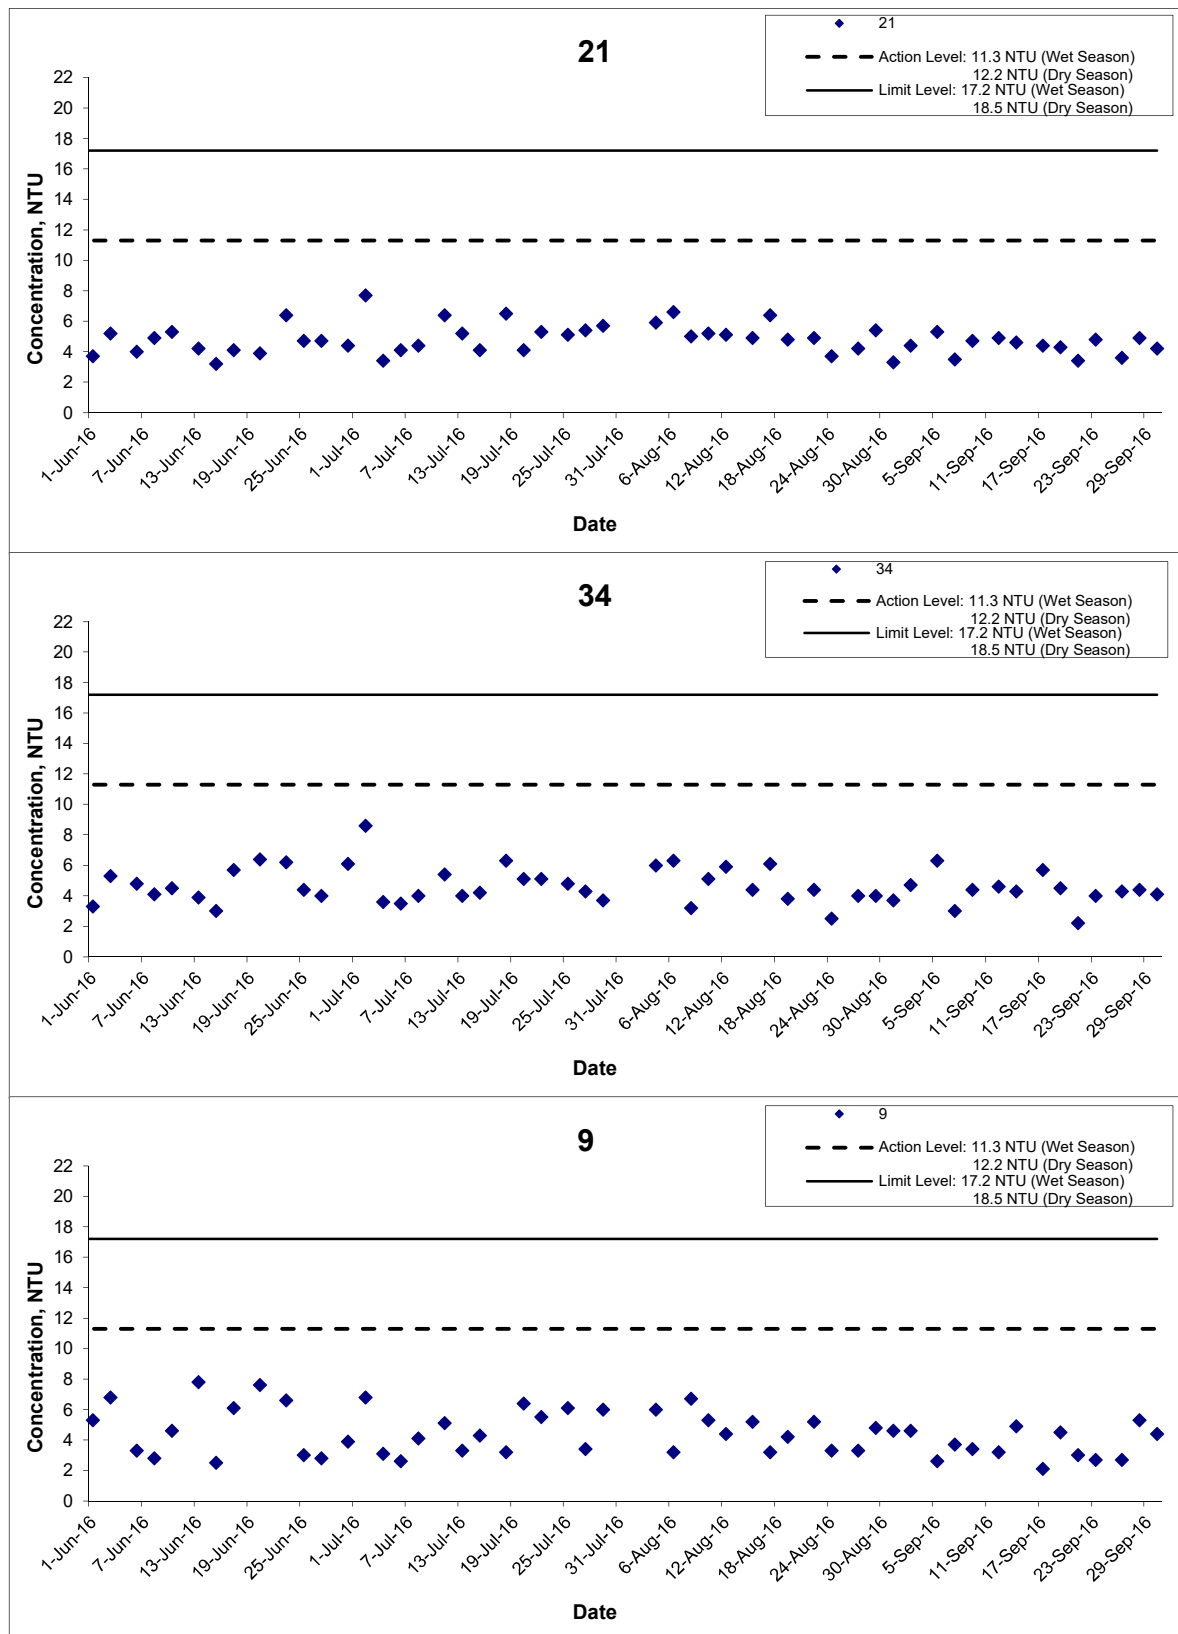 21
21
Action Level: 11.3 NTU (Wet Season)
12.2 NTU (Dry Season)
Limit Level: 17.2 NTU (Wet Season)
18.5 NTU (Dry Season)
Concentration, NTU
22
20
18
16
14
12
10
8
6
4
2
0
1-Jun-16
7-Jun-16
13-Jun-16
19-Jun-16
25-Jun-16
1-Jul-16
7-Jul-16
13-Jul-16
19-Jul-16
25-Jul-16
31-Jul-16
6-Aug-16
12-Aug-16
18-Aug-16
24-Aug-16
30-Aug-16
5-Sep-16
11-Sep-16
17-Sep-16
23-Sep-16
29-Sep-16
Date
34
34
Action Level: 11.3 NTU (Wet Season)
12.2 NTU (Dry Season)
Limit Level: 17.2 NTU (Wet Season)
18.5 NTU (Dry Season)
Concentration, NTU
22
20
18
16
14
12
10
8
6
4
2
0
1-Jun-16
7-Jun-16
13-Jun-16
19-Jun-16
25-Jun-16
1-Jul-16
7-Jul-16
13-Jul-16
19-Jul-16
25-Jul-16
31-Jul-16
6-Aug-16
12-Aug-16
18-Aug-16
24-Aug-16
30-Aug-16
5-Sep-16
11-Sep-16
17-Sep-16
23-Sep-16
29-Sep-16
Date
9
9
Action Level: 11.3 NTU (Wet Season)
12.2 NTU (Dry Season)
Limit Level: 17.2 NTU (Wet Season)
18.5 NTU (Dry Season)
Concentration, NTU
22
20
18
16
14
12
10
8
6
4
2
0
1-Jun-16
7-Jun-16
13-Jun-16
19-Jun-16
25-Jun-16
1-Jul-16
7-Jul-16
13-Jul-16
19-Jul-16
25-Jul-16
31-Jul-16
6-Aug-16
12-Aug-16
18-Aug-16
24-Aug-16
30-Aug-16
5-Sep-16
11-Sep-16
17-Sep-16
23-Sep-16
29-Sep-16
Date